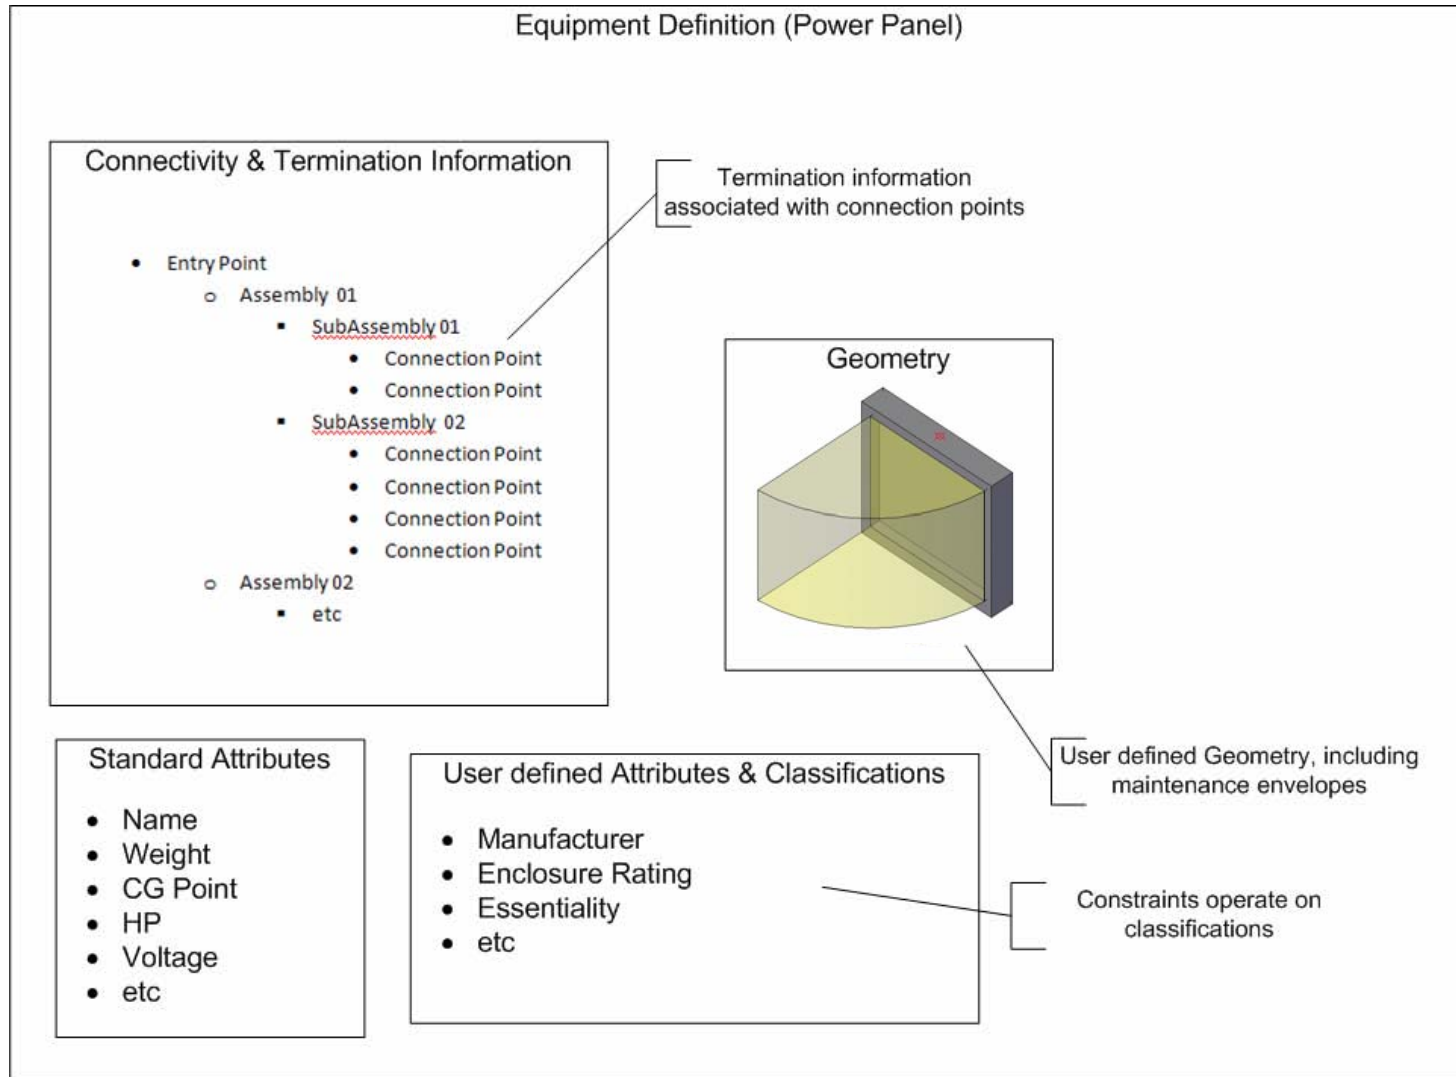 Equipment Definition (Power Panel)
Connectivity & Termination Information
• Entry Point
o Assembly 01
▪ SubAssembly 01
• Connection Point
• Connection Point
▪ SubAssembly 02
• Connection Point
• Connection Point
• Connection Point
• Connection Point
o Assembly 02
▪ etc
Termination information
associated with connection points
Geometry
User defined Geometry, including
maintenance envelopes
Standard Attributes
• Name
• Weight
• CG Point
• HP
• Voltage
• etc
User defined Attributes & Classifications
• Manufacturer
• Enclosure Rating
• Essentiality
• etc
Constraints operate on
classifications